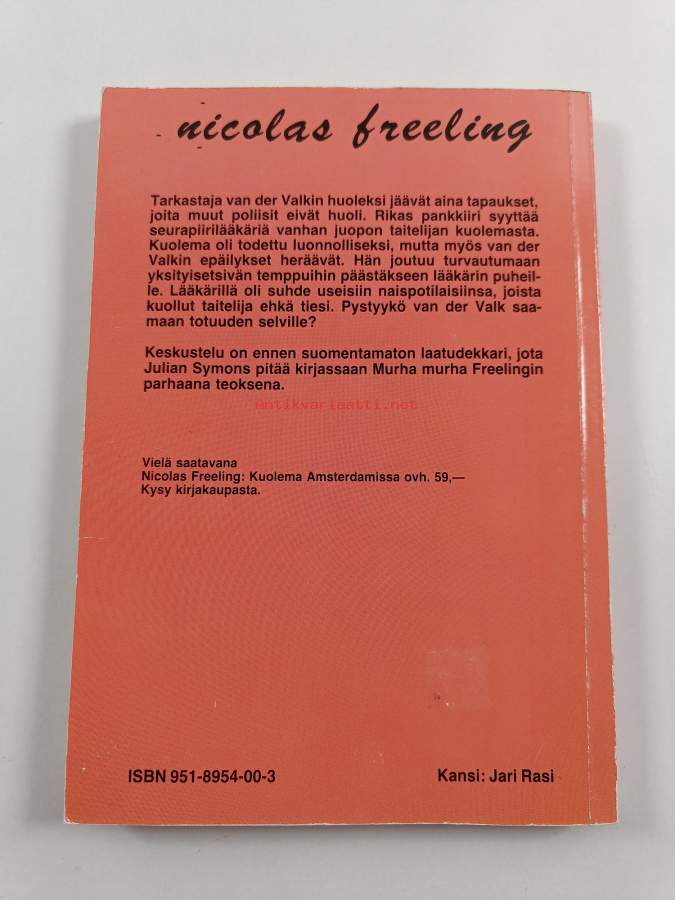 nicolas freeling
Tarkastaja van der Valkin huoleksi jäävät aina tapaukset,
joita muut poliisit eivät huoli. Rikas pankkiiri syyttää
seurapiirilääkäriä vanhan juopon taitelijan kuolemasta.
Kuolema oli todettu luonnolliseksi, mutta myös van der
Valkin epäilykset heräävät. Hän joutuu turvautumaan
yksityisetsivän temppuihin päästäkseen lääkärin puheil-
le. Lääkärillä oli suhde useisiin naispotilaisiinsa, joista
kuollut taitelija ehkä tiesi. Pystyykö van der Valk saa-
maan totuuden selville?
Keskustelu on ennen suomentamaton laatudekkari, jota
Julian Symons pitää kirjassaan Murha murha Freelingin
parhaana teoksena.
Antikvariaatti.net
Vielä saatavana
Nicolas Freeling: Kuolema Amsterdamissa ovh. 59,—
Kysy kirjakaupasta.
ISBN 951-8954-00-3 Kansi: Jari Rasi